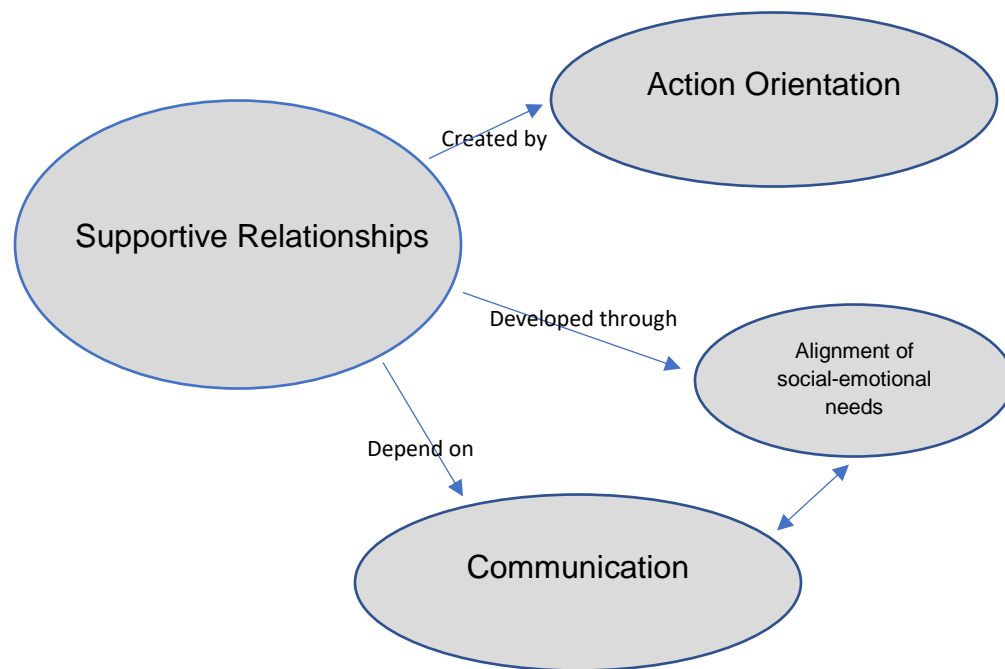 Action Orientation
Created by
Supportive Relationships
Developed through
Alignment of
social-emotional
needs
Depend on
Communication